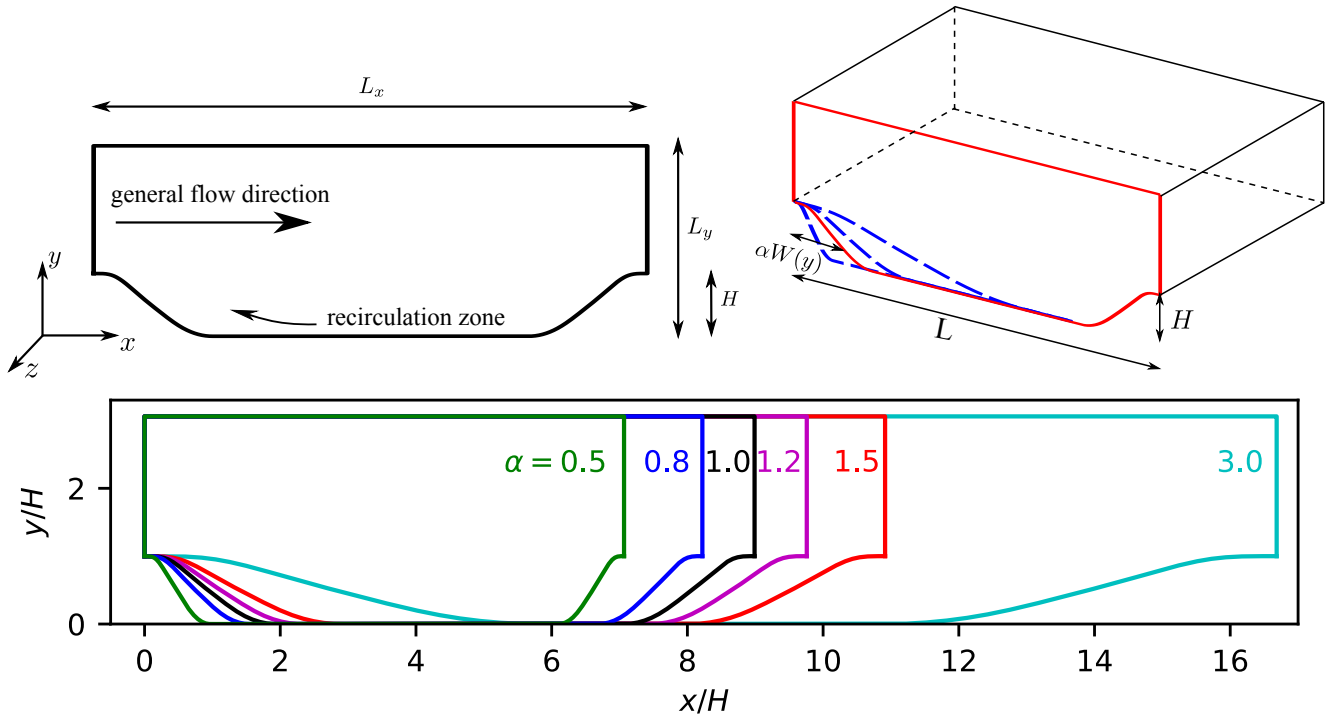 L_x
general flow direction
L_y
y
H
recirculation zone
x
z
αW(y)
L
H
α = 0.5 0.8 1.0 1.2 1.5 3.0
y/H
2
0
0 2 4 6 8 10 12 14 16
x/H